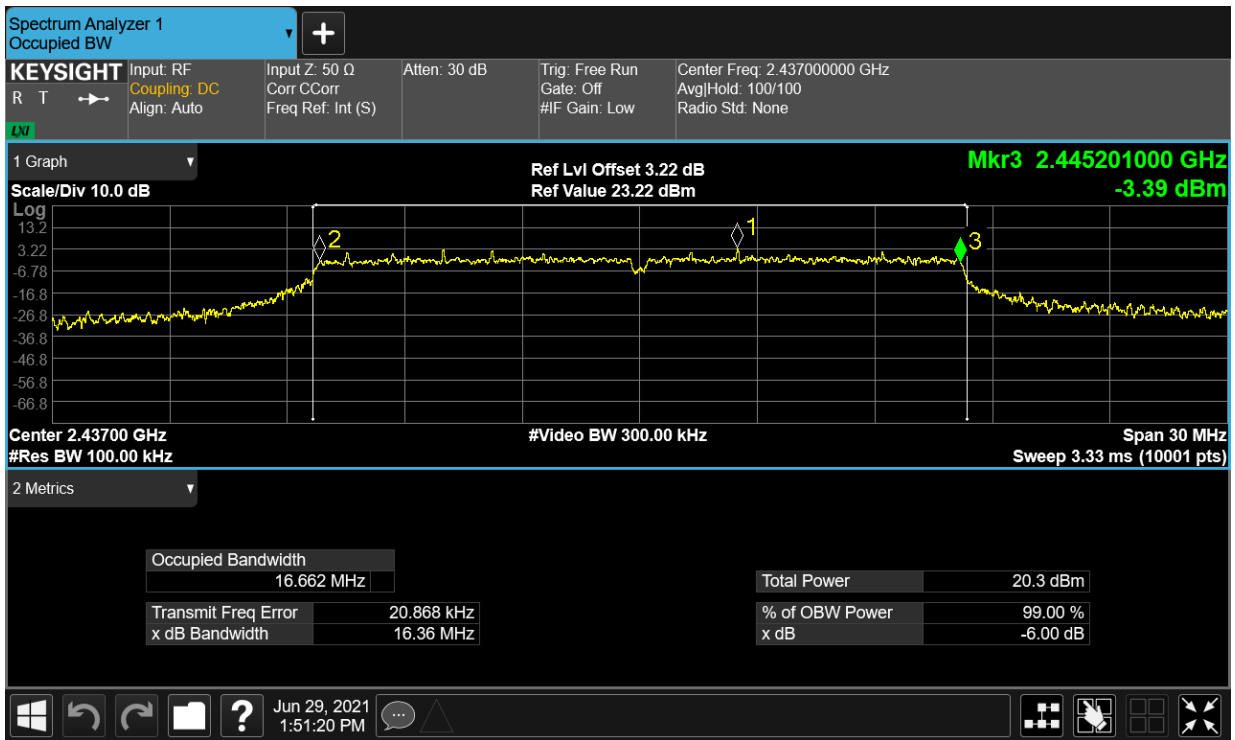 Spectrum Analyzer 1
Occupied BW
▼
+
KEYSIGHT
R T
LXI
Input: RF
Coupling: DC
Align: Auto
Input Z: 50 Ω
Corr CCorr
Freq Ref: Int (S)
Atten: 30 dB
Trig: Free Run
Gate: Off
#IF Gain: Low
Center Freq: 2.437000000 GHz
Avg|Hold: 100/100
Radio Std: None
1 Graph ▼
Scale/Div 10.0 dB
Ref Lvl Offset 3.22 dB
Ref Value 23.22 dBm
Mkr3 2.445201000 GHz
-3.39 dBm
Log
13.2
3.22
-6.78
-16.8
-26.8
-36.8
-46.8
-56.8
-66.8
2
1
3
Center 2.43700 GHz
#Res BW 100.00 kHz
#Video BW 300.00 kHz
Span 30 MHz
Sweep 3.33 ms (10001 pts)
2 Metrics ▼
Occupied Bandwidth
16.662 MHz
Transmit Freq Error 20.868 kHz
x dB Bandwidth 16.36 MHz
Total Power 20.3 dBm
% of OBW Power 99.00 %
x dB -6.00 dB
?
Jun 29, 2021
1:51:20 PM